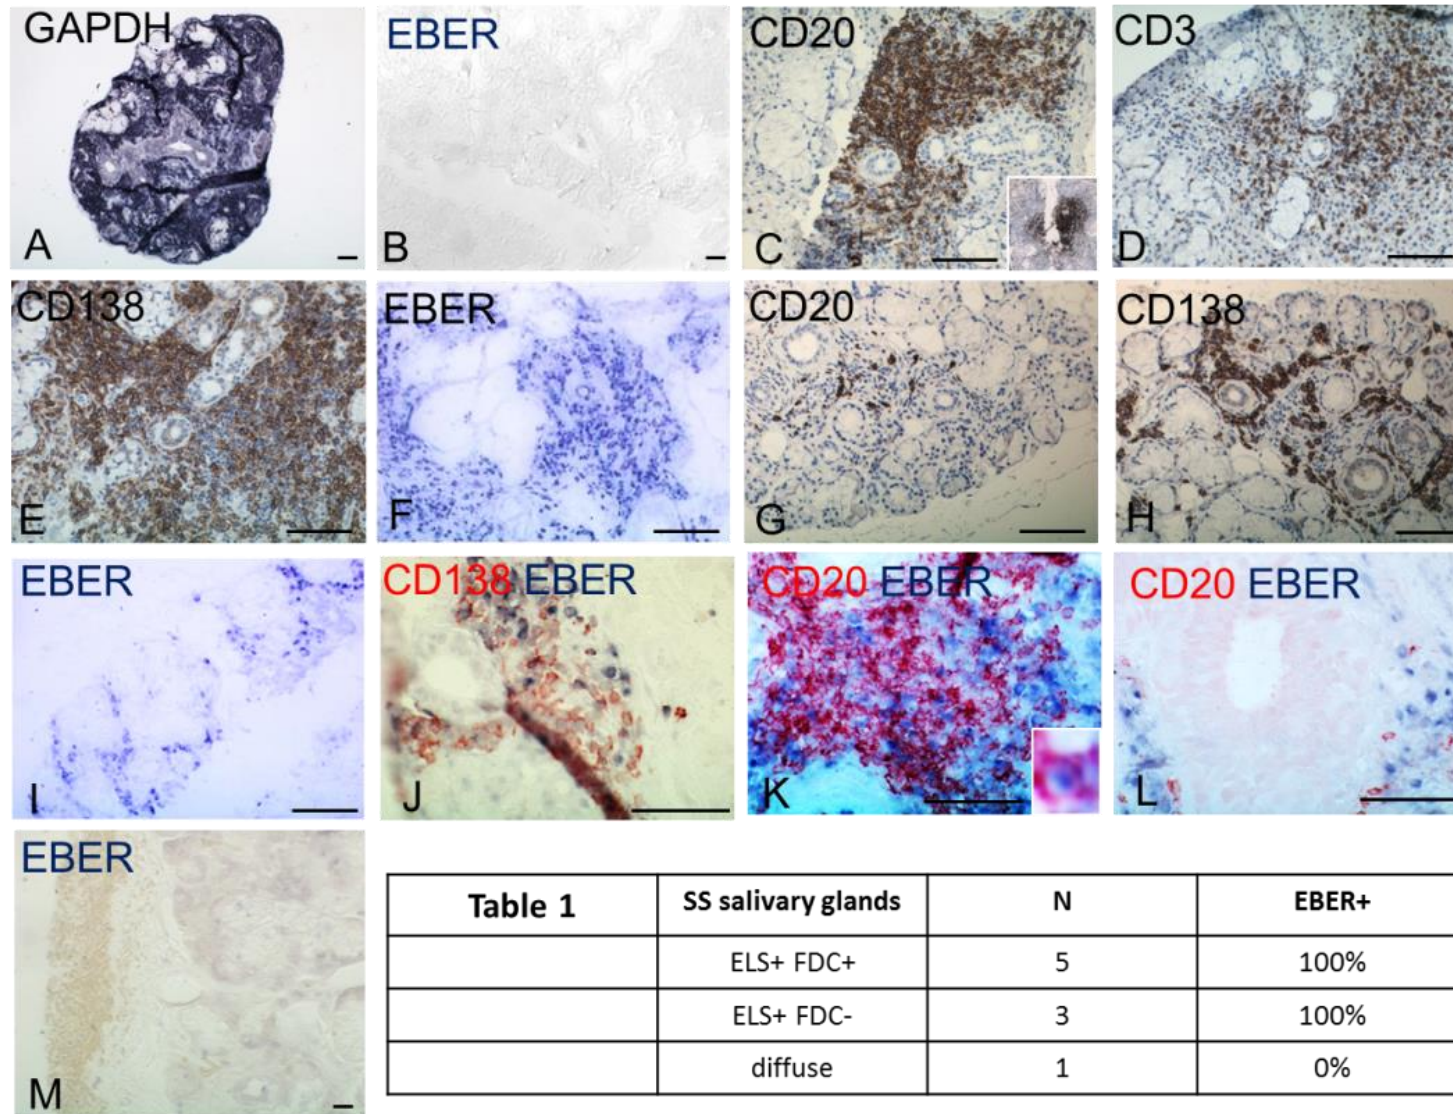 GAPDH
A
EBER
B
CD20
C
CD3
D
CD138
E
EBER
F
CD20
G
CD138
H
EBER
I
CD138 EBER
J
CD20 EBER
K
CD20 EBER
L
EBER
M
Table 1 SS salivary glands N EBER+
ELS+ FDC+ 5 100%
ELS+ FDC- 3 100%
diffuse 1 0%